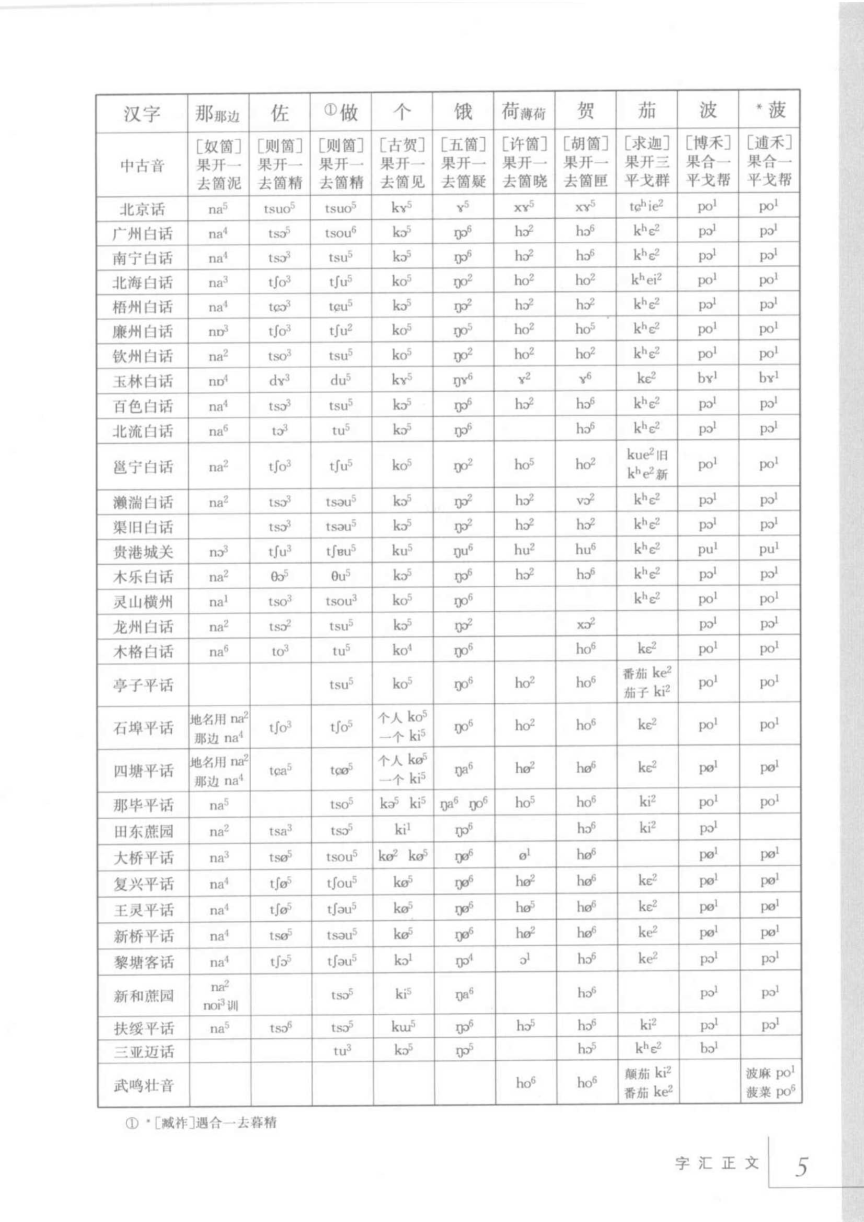 汉字 那那边 佐 ①做 个 饿 荷薄荷 贺 茄 波 *菠
中古音 [奴箇] [则箇] [则箇] [古贺] [五箇] [许箇] [胡箇] [求迦] [博禾] [逋禾]
果开一 果开一 果开一 果开一 果开一 果开一 果开一 果开三 果合一 果合一
去箇泥 去箇精 去箇精 去箇见 去箇疑 去箇晓 去箇匣 平戈群 平戈帮 平戈帮
北京话 na⁵ tsuo⁵ tsuo⁵ kɤ⁵ ɤ⁵ xɤ⁵ xɤ⁵ tɕʰie² po¹ po¹
广州白话 na⁴ tsɔ⁵ tsou⁶ kɔ⁵ ŋɔ⁶ hɔ² hɔ⁶ kʰɛ² pɔ¹ pɔ¹
南宁白话 na⁴ tsɔ³ tsu⁵ kɔ⁵ ŋɔ⁶ hɔ² hɔ⁶ kʰɛ² pɔ¹ pɔ¹
北海白话 na³ tʃo³ tʃu⁵ ko⁵ ŋo² ho² ho² kʰei² po¹ po¹
梧州白话 na⁴ tɕɔ³ tɕu⁵ kɔ⁵ ŋɔ² hɔ² hɔ² kʰɛ² pɔ¹ pɔ¹
廉州白话 nɒ³ tʃo³ tʃu² ko⁵ ŋo⁵ ho² ho⁵ kʰɛ² po¹ po¹
钦州白话 na² tso³ tsu⁵ ko⁵ ŋo² ho² ho² kʰɛ² po¹ po¹
玉林白话 nɒ⁴ dɤ³ du⁵ kɤ⁵ ŋɤ⁶ ɤ² ɤ⁶ kɛ² bɤ¹ bɤ¹
百色白话 na⁴ tsɔ³ tsu⁵ kɔ⁵ ŋɔ⁶ hɔ² hɔ⁶ kʰɛ² pɔ¹ pɔ¹
北流白话 na⁶ tɔ³ tu⁵ kɔ⁵ ŋɔ⁶ hɔ⁶ kʰɛ² pɔ¹ pɔ¹
邕宁白话 na² tʃo³ tʃu⁵ ko⁵ ŋo² ho⁵ ho² kue²旧 po¹ po¹
kʰe²新
濑湍白话 na² tsɔ³ tsəu⁵ kɔ⁵ ŋɔ² hɔ² vɔ² kʰɛ² pɔ¹ pɔ¹
渠旧白话 tsɔ³ tsəu⁵ kɔ⁵ ŋɔ² hɔ² hɔ² kʰɛ² pɔ¹ pɔ¹
贵港城关 nɔ³ tʃu³ tʃɐu⁵ ku⁵ ŋu⁶ hu² hu⁶ kʰɛ² pu¹ pu¹
木乐白话 na² θɔ⁵ θu⁵ kɔ⁵ ŋɔ⁶ hɔ² hɔ⁶ kʰɛ² pɔ¹ pɔ¹
灵山横州 na¹ tso³ tsou³ ko⁵ ŋo⁶ kʰɛ² po¹ po¹
龙州白话 na² tsɔ² tsu⁵ kɔ⁵ ŋɔ² xɔ² pɔ¹ pɔ¹
木格白话 na⁶ to³ tu⁵ ko⁴ ŋo⁶ ho⁶ kɛ² po¹ po¹
亭子平话 tsu⁵ ko⁵ ŋo⁶ ho² ho⁶ 番茄 ke² po¹ po¹
茄子 ki²
石埠平话 地名用 na² tʃo³ tʃo⁵ 个人 ko⁵ ŋo⁶ ho² ho⁶ kɛ² po¹ po¹
那边 na⁴ 一个 ki⁵
四塘平话 地名用 na² tɕa⁵ tɕø⁵ 个人 kø⁵ ŋa⁶ hø² hø⁶ kɛ² pø¹ pø¹
那边 na⁴ 一个 ki⁵
那毕平话 na⁵ tso⁵ kə⁵ ki⁵ ŋa⁶ ŋo⁶ ho⁵ ho⁶ ki² po¹ po¹
田东蔗园 na² tsa³ tsɔ⁵ ki¹ ŋɔ⁶ hɔ⁶ ki² pɔ¹
大桥平话 na³ tsø⁵ tsou⁵ kø² kø⁵ ŋø⁶ ø¹ hø⁶ pø¹ pø¹
复兴平话 na⁴ tʃø⁵ tʃou⁵ kø⁵ ŋø⁶ hø² hø⁶ kɛ² pø¹ pø¹
王灵平话 na⁴ tʃø⁵ tʃəu⁵ kø⁵ ŋø⁶ hø⁵ hø⁶ kɛ² pø¹ pø¹
新桥平话 na⁴ tsø⁵ tsəu⁵ kø⁵ ŋø⁶ hø² hø⁶ ke² pø¹ pø¹
黎塘客话 na⁴ tʃɔ⁵ tʃəu⁵ kɔ¹ ŋɔ⁴ ɔ¹ hɔ⁶ ke² pɔ¹ pɔ¹
新和蔗园 na² tsɔ⁵ ki⁵ ŋa⁶ hɔ⁶ pɔ¹ pɔ¹
noi³训
扶绥平话 na⁵ tsɔ⁶ tsɔ⁵ kɯ⁵ ŋɔ⁶ hɔ⁵ hɔ⁶ ki² pɔ¹ pɔ¹
三亚迈话 tu³ kɔ⁵ ŋɔ⁵ hɔ⁵ kʰɛ² bɔ¹
武鸣壮音 ho⁶ ho⁶ 颠茄 ki² 波麻 po¹
番茄 ke² 菠菜 po⁶
① *[臧祚]遇合一去暮精
字汇正文 5